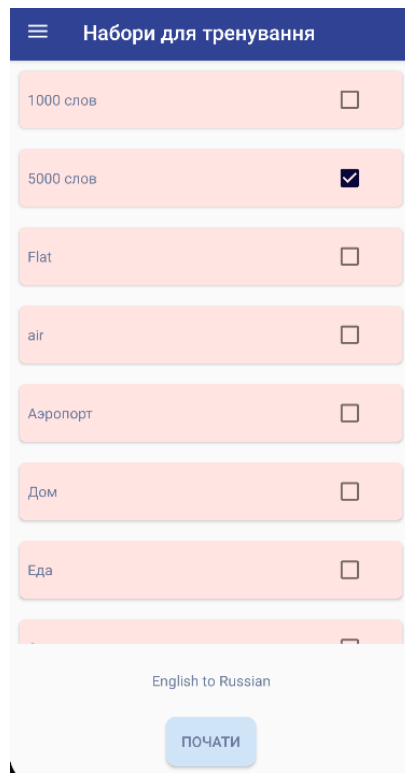 Набори для тренування
1000 слов
5000 слов
Flat
air
Аэропорт
Дом
Еда
English to Russian
ПОЧАТИ